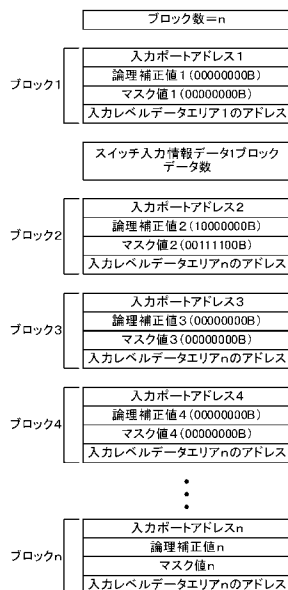 ブロック数=n
ブロック1
入力ポートアドレス1
論理補正値1(00000000B)
マスク値1(00000000B)
入力レベルデータエリア1のアドレス
スイッチ入力情報データ1ブロック
データ数
ブロック2
入力ポートアドレス2
論理補正値2(10000000B)
マスク値2(00111100B)
入力レベルデータエリアnのアドレス
ブロック3
入力ポートアドレス3
論理補正値3(00000000B)
マスク値3(00000000B)
入力レベルデータエリアnのアドレス
ブロック4
入力ポートアドレス4
論理補正値4(00000000B)
マスク値4(00000000B)
入力レベルデータエリアnのアドレス
ブロックn
入力ポートアドレスn
論理補正値n
マスク値n
入力レベルデータエリアnのアドレス